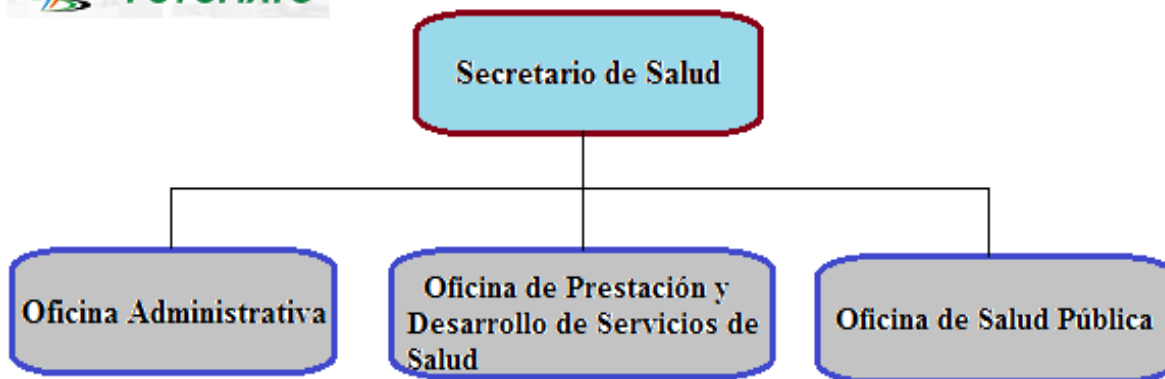 Secretario de Salud
Oficina Administrativa
Oficina de Prestación y
Desarrollo de Servicios de
Salud
Oficina de Salud Pública